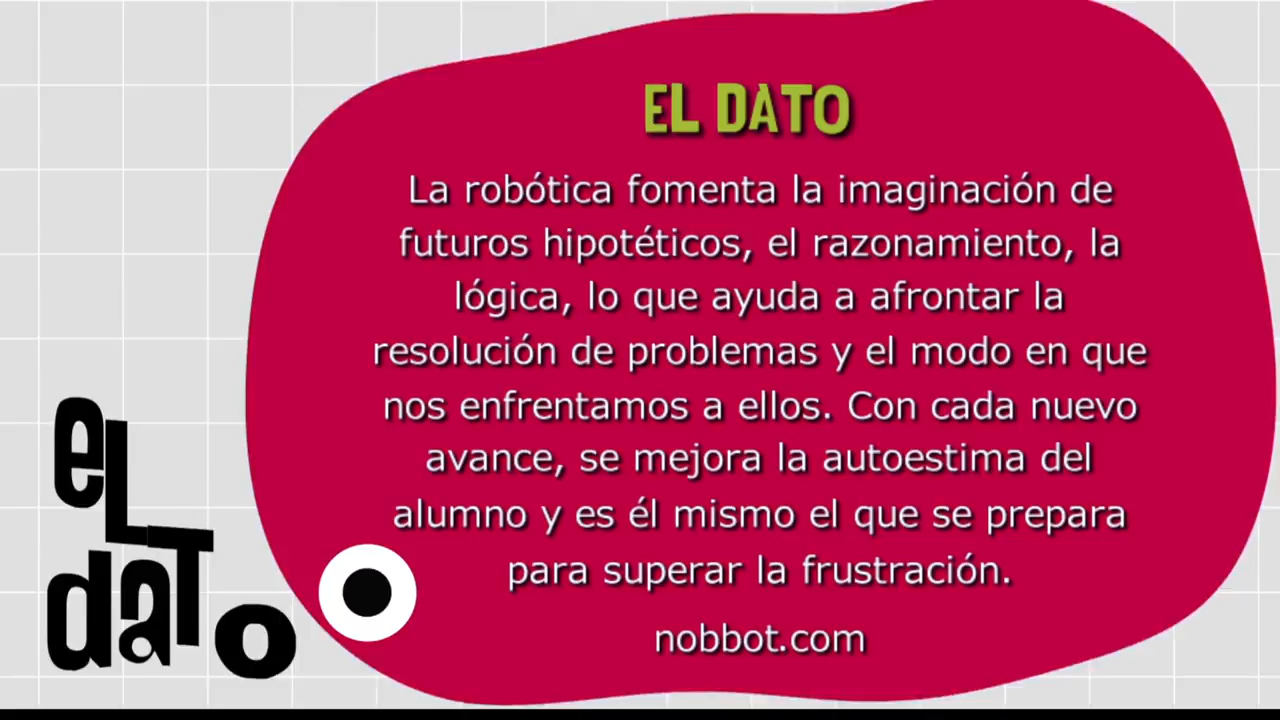 EL DATO
La robótica fomenta la imaginación de
futuros hipotéticos, el razonamiento, la
lógica, lo que ayuda a afrontar la
resolución de problemas y el modo en que
nos enfrentamos a ellos. Con cada nuevo
avance, se mejora la autoestima del
alumno y es él mismo el que se prepara
para superar la frustración.
nobbot.com
eL
daTo